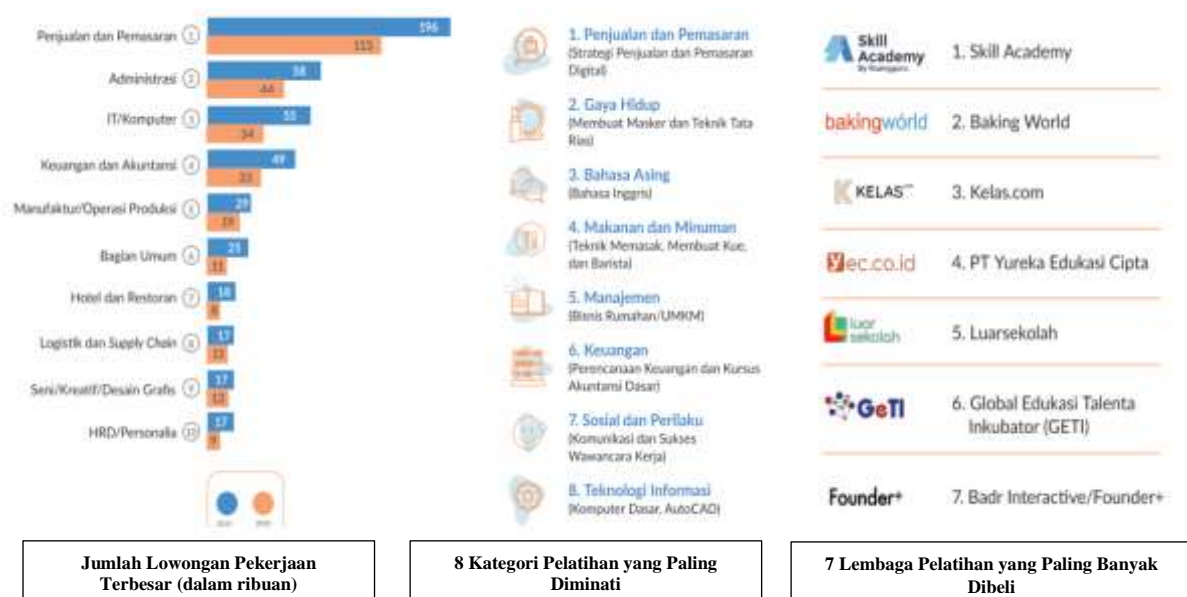 Penjualan dan Pemasaran 1 196
113
Administrasi 2 58
44
IT/Komputer 3 55
34
Keuangan dan Akuntansi 4 49
33
Manufaktur/Operasi Produksi 5 29
19
Bagian Umum 6 25
11
Hotel dan Restoran 7 18
8
Logistik dan Supply Chain 8 17
Seni/Kreatif/Desain Grafis 9 17
HRD/Personalia 10 17
9
Jumlah Lowongan Pekerjaan
Terbesar (dalam ribuan)
1. Penjualan dan Pemasaran
(Strategi Penjualan dan Pemasaran
Digital)
2. Gaya Hidup
(Membuat Masker dan Teknik Tata
Rias)
3. Bahasa Asing
(Bahasa Inggris)
4. Makanan dan Minuman
(Teknik Memasak, Membuat Kue,
dan Barista)
5. Manajemen
(Bisnis Rumahan/UMKM)
6. Keuangan
(Perencanaan Keuangan dan Kursus
Akuntansi Dasar)
7. Sosial dan Perilaku
(Komunikasi dan Sukses
Wawancara Kerja)
8. Teknologi Informasi
(Komputer Dasar, AutoCAD)
8 Kategori Pelatihan yang Paling
Diminati
Skill
Academy
By Ruangguru
1. Skill Academy
bakingworld
2. Baking World
KELAS
3. Kelas.com
yec.co.id
4. PT Yureka Edukasi Cipta
luar
sekolah
5. Luarsekolah
GeTI
6. Global Edukasi Talenta
Inkubator (GETI)
Founder+
7. Badr Interactive/Founder+
7 Lembaga Pelatihan yang Paling Banyak
Dibeli